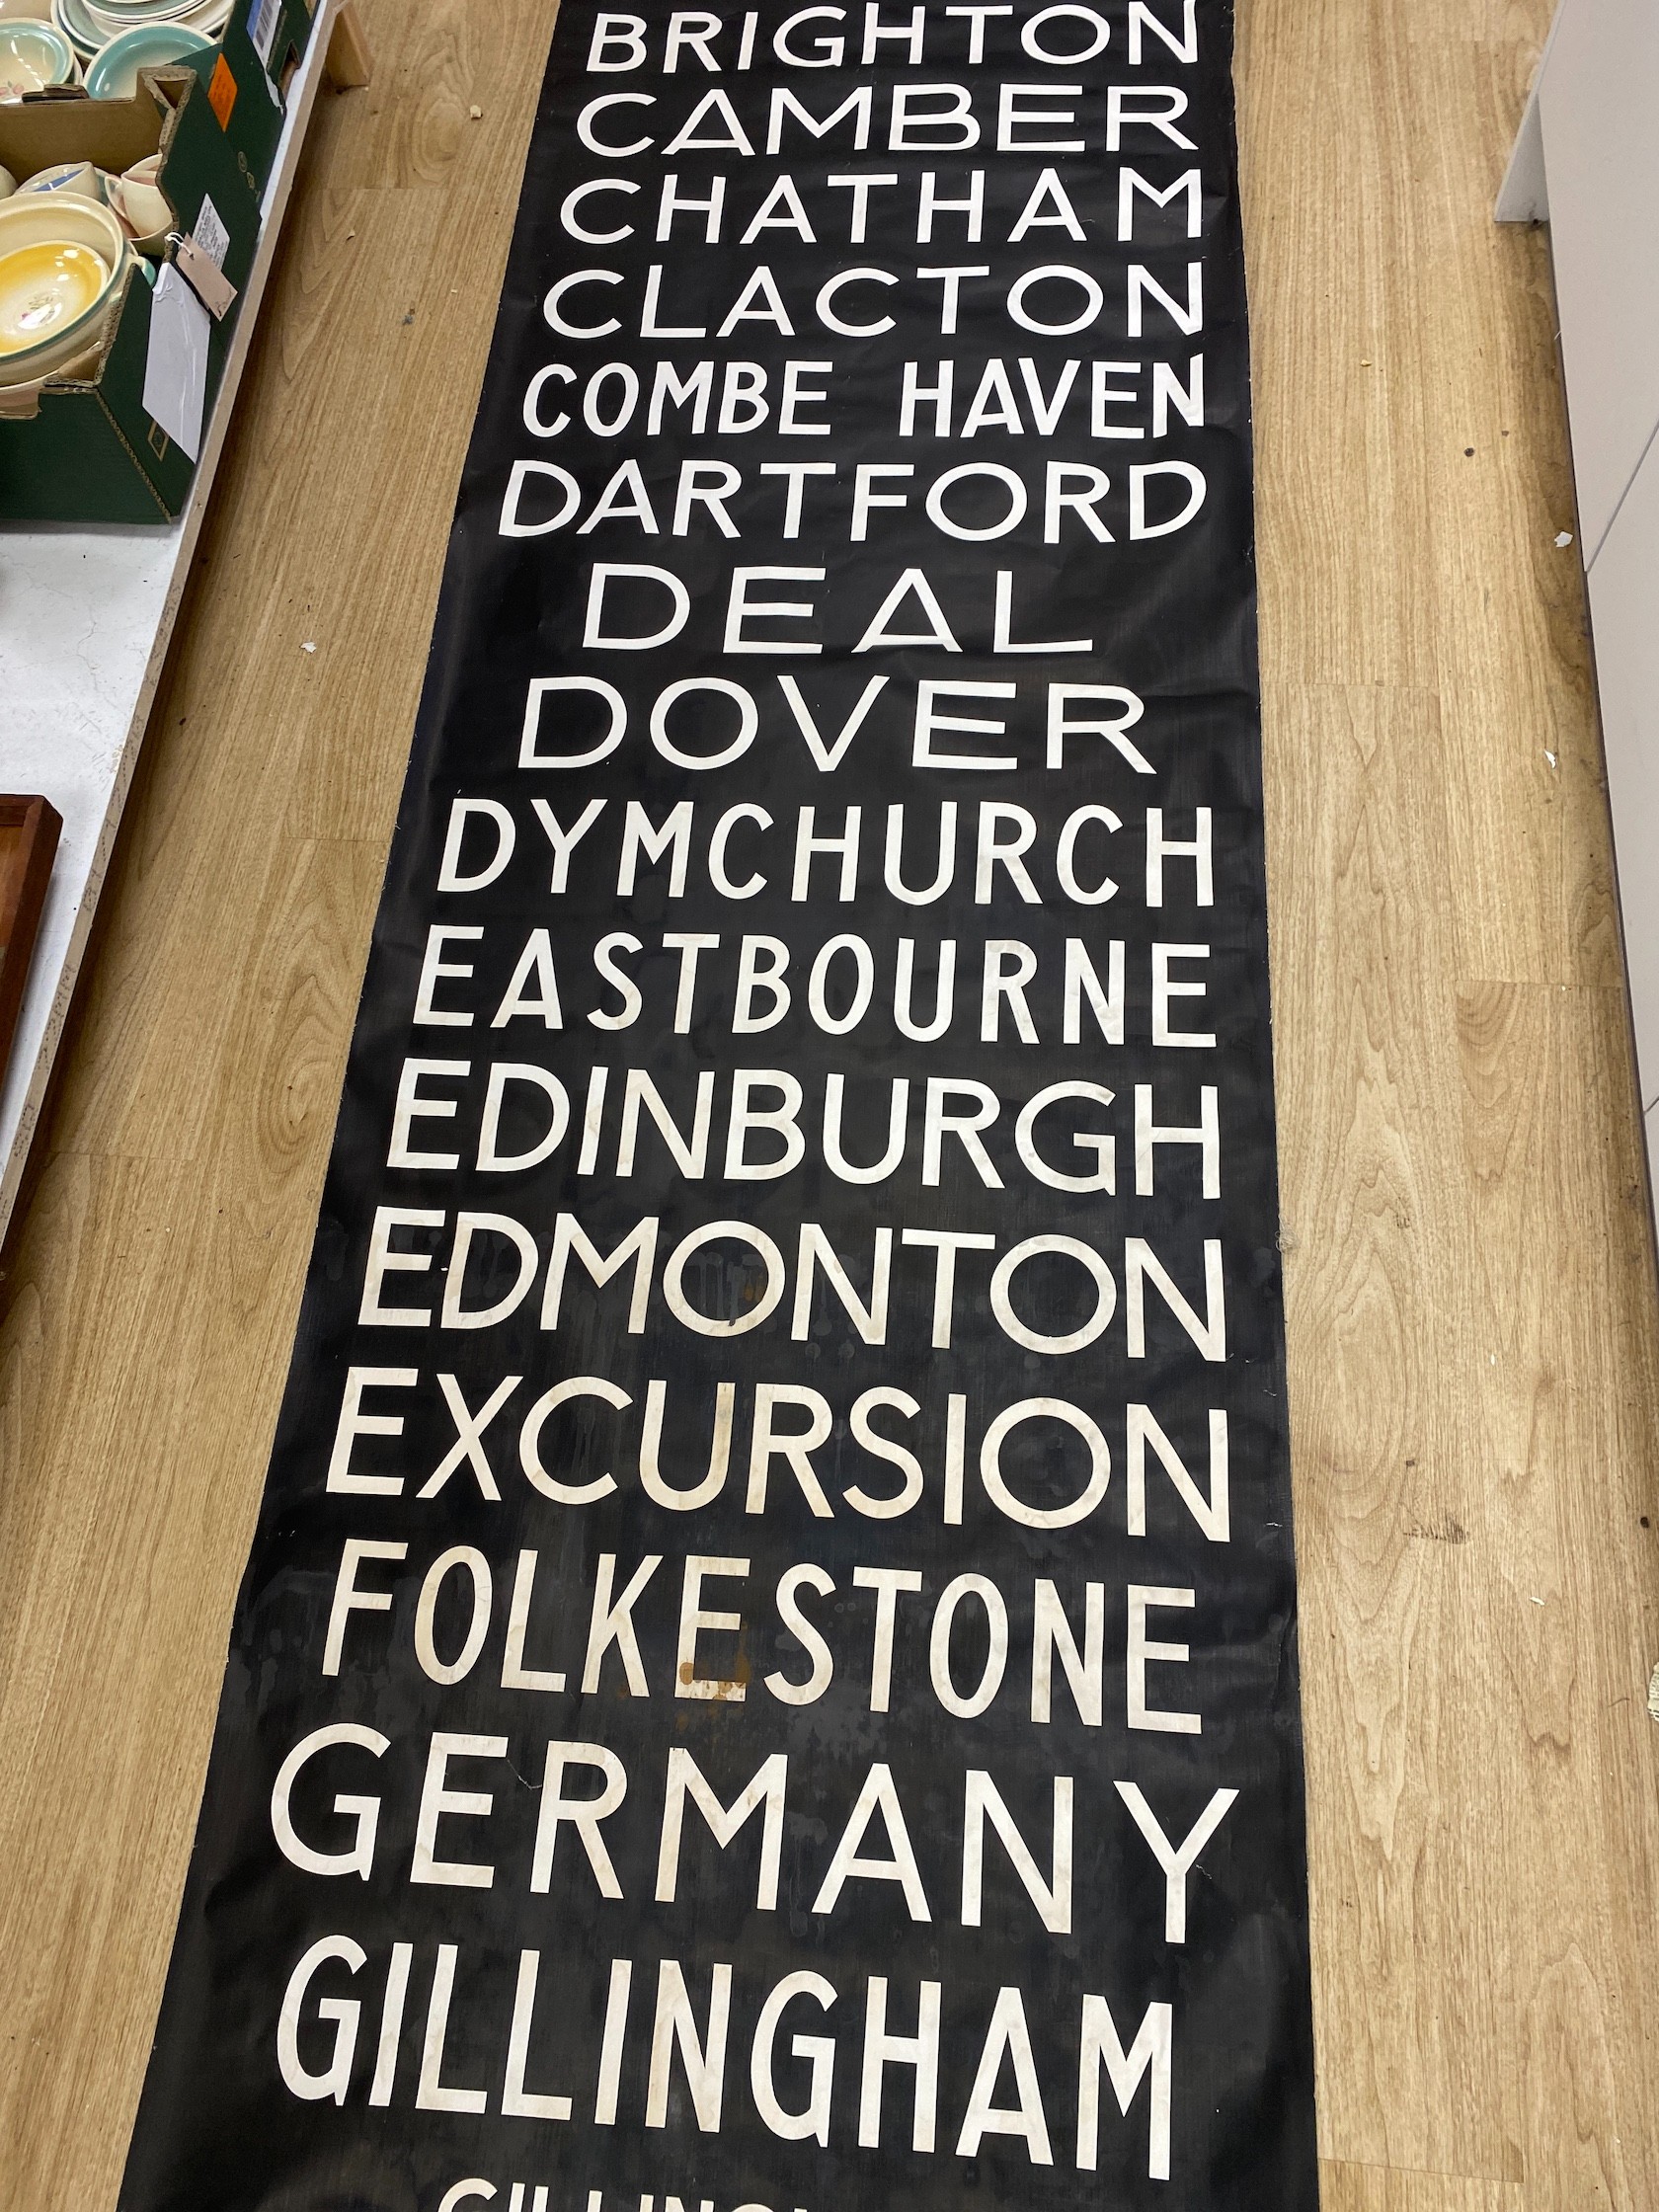 BRIGHTON
CAMBER
CHATHAM
CLACTON
COMBE HAVEN
DARTFORD
DEAL
DOVER
DYMCHURCH
EASTBOURNE
EDINBURGH
EDMONTON
EXCURSION
FOLKESTONE
GERMANY
GILLINGHAM